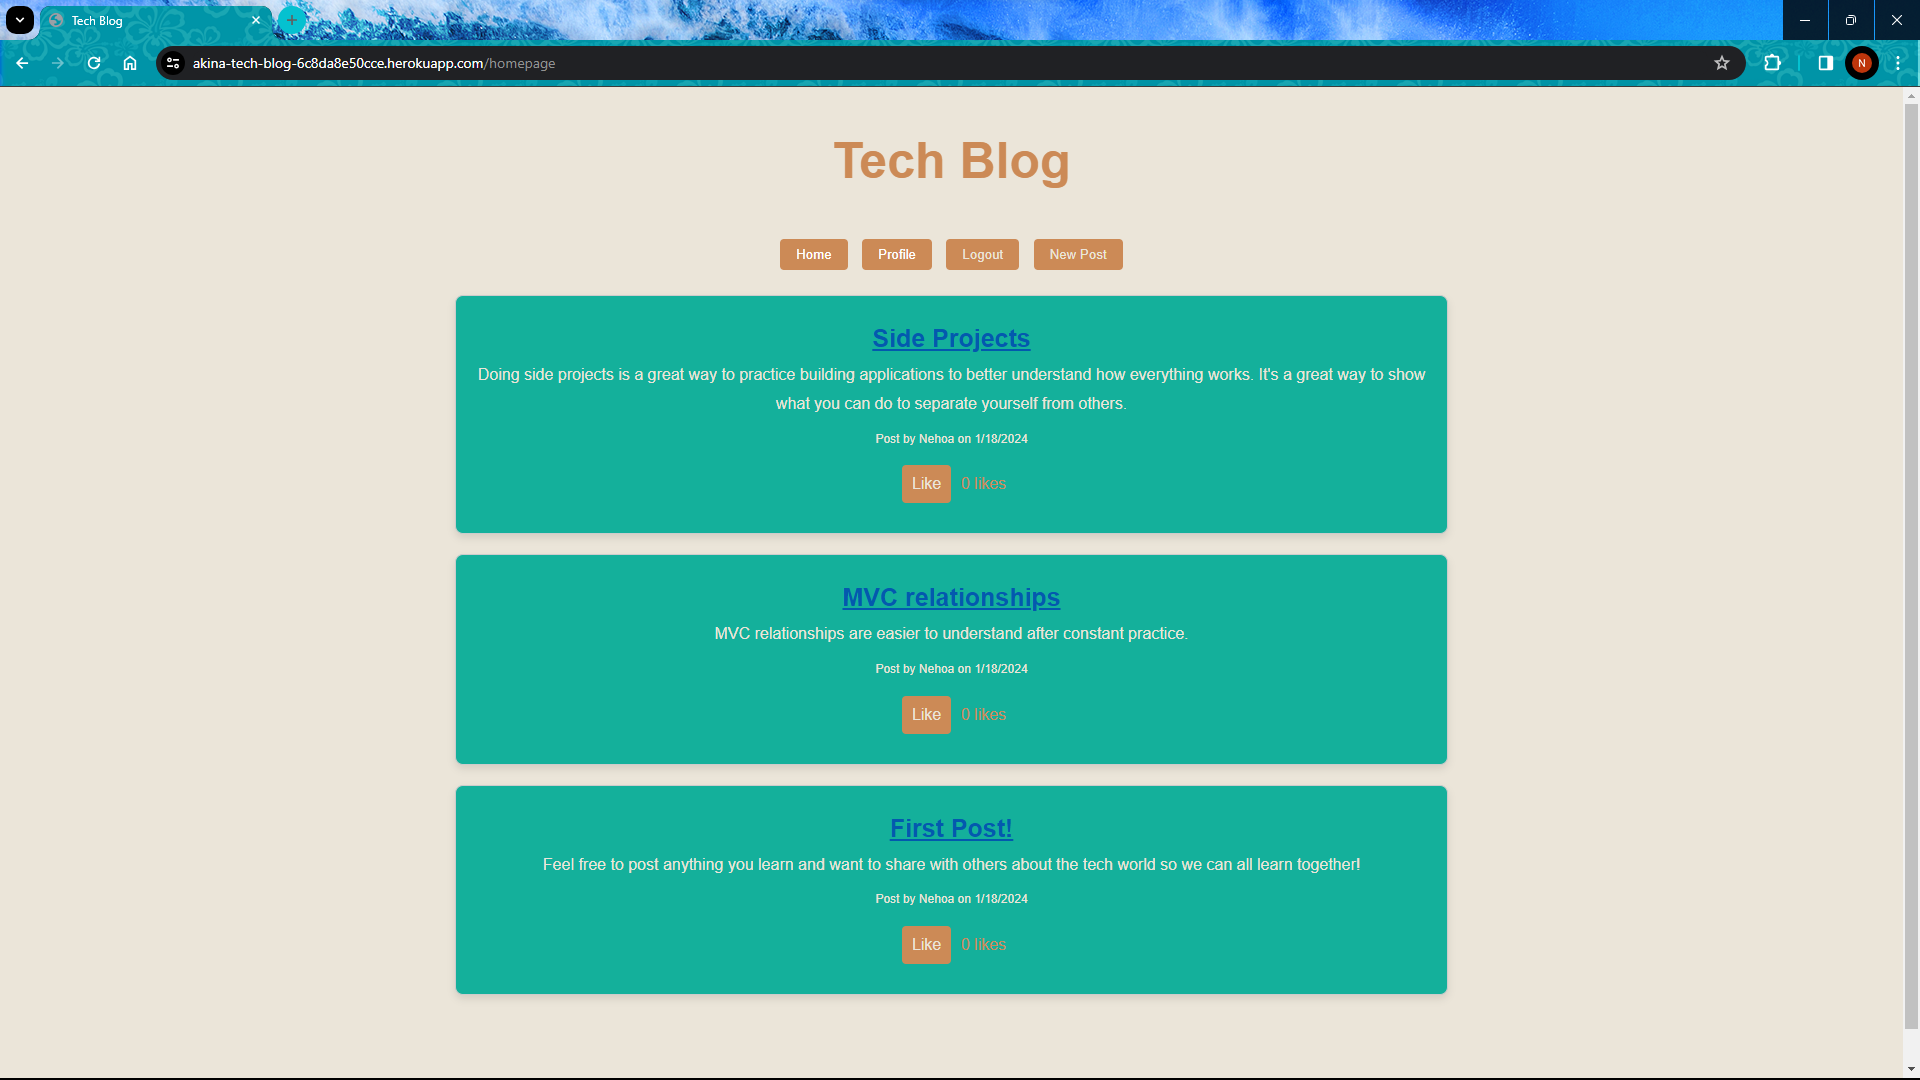 Tech Blog
akina-tech-blog-6c8da8e50cce.herokuapp.com/homepage
N
Tech Blog
Home Profile Logout New Post
Side Projects
Doing side projects is a great way to practice building applications to better understand how everything works. It's a great way to show
what you can do to separate yourself from others.
Post by Nehoa on 1/18/2024
Like 0 likes
MVC relationships
MVC relationships are easier to understand after constant practice.
Post by Nehoa on 1/18/2024
Like 0 likes
First Post!
Feel free to post anything you learn and want to share with others about the tech world so we can all learn together!
Post by Nehoa on 1/18/2024
Like 0 likes